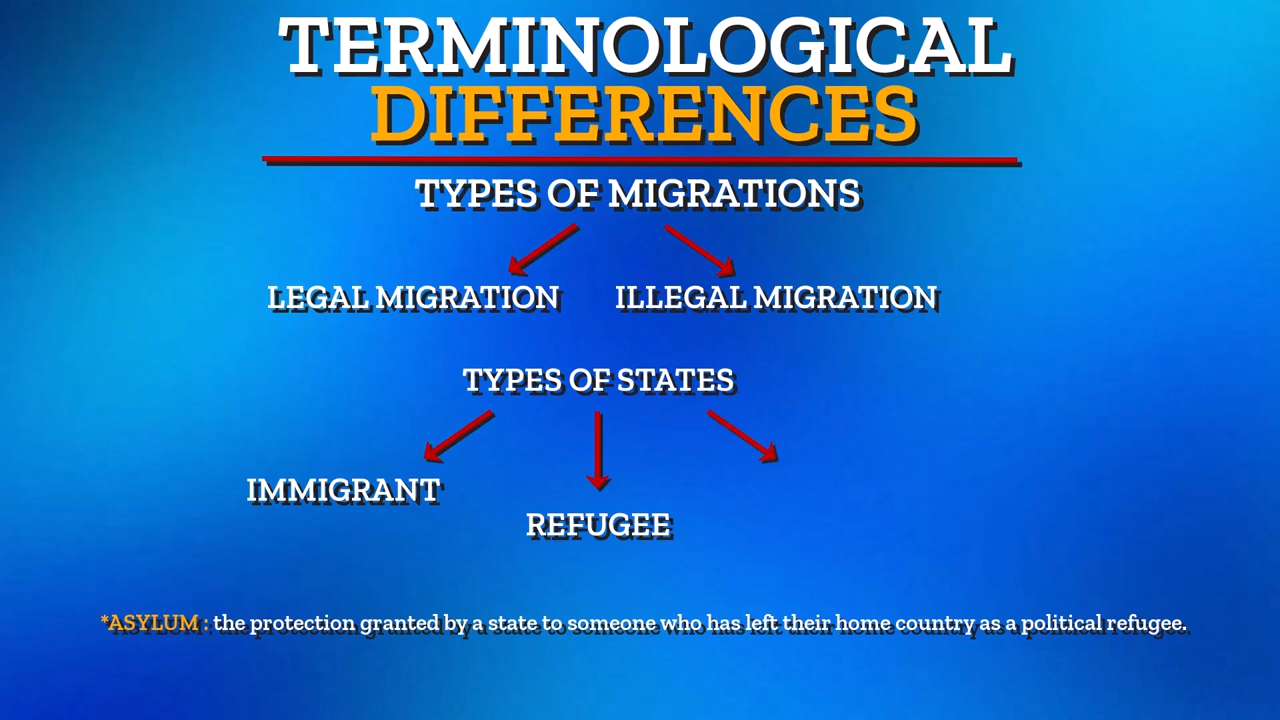 TERMINOLOGICAL
DIFFERENCES
TYPES OF MIGRATIONS
LEGAL MIGRATION ILLEGAL MIGRATION
TYPES OF STATES
IMMIGRANT
REFUGEE
*ASYLUM : the protection granted by a state to someone who has left their home country as a political refugee.